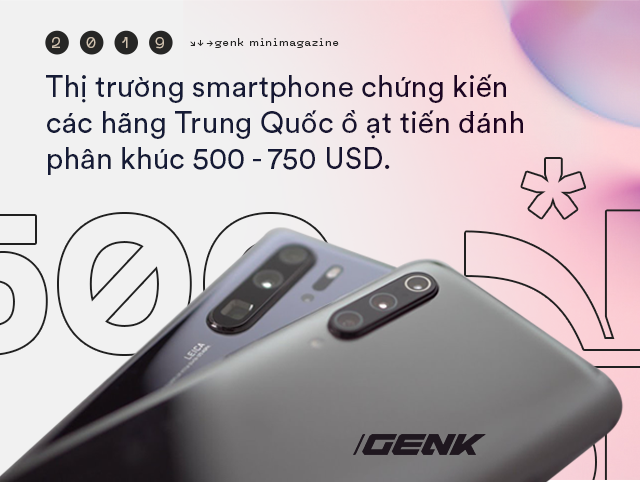 2 0 1 9 ↘↓→genk minimagazine
Thị trường smartphone chứng kiến
các hãng Trung Quốc ồ ạt tiến đánh
phân khúc 500 - 750 USD.
*
500
LEICA
/GENK